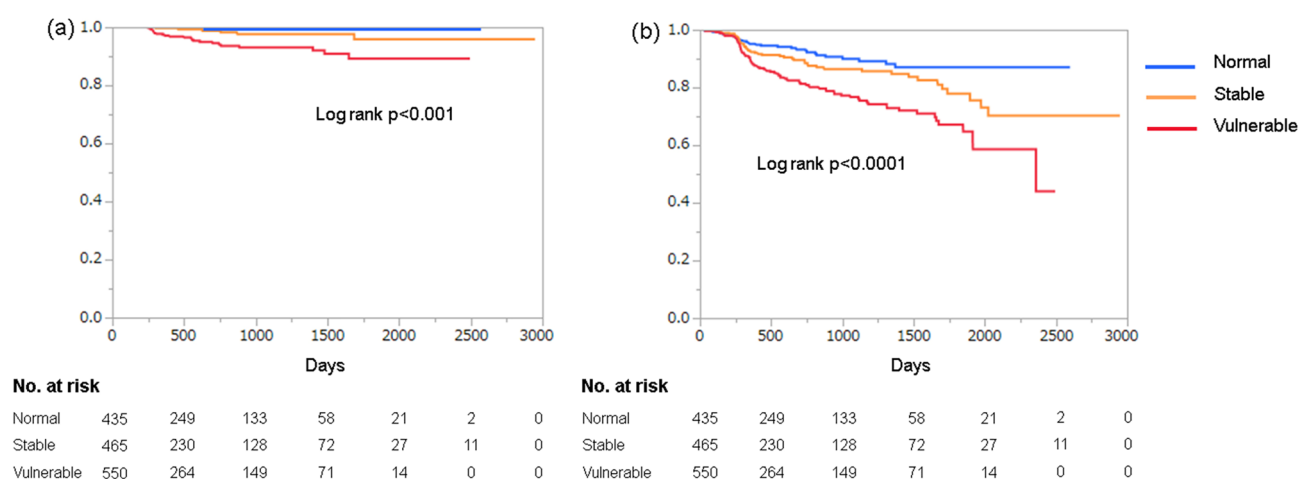 (a)
1.0
0.8
0.6
0.4
0.2
0.0
Log rank p<0.001
0 500 1000 1500 2000 2500 3000
Days
(b)
1.0
0.8
0.6
0.4
0.2
0.0
Log rank p<0.0001
0 500 1000 1500 2000 2500 3000
Days
Normal
Stable
Vulnerable
No. at risk
Normal 435 249 133 58 21 2 0
Stable 465 230 128 72 27 11 0
Vulnerable 550 264 149 71 14 0 0
No. at risk
Normal 435 249 133 58 21 2 0
Stable 465 230 128 72 27 11 0
Vulnerable 550 264 149 71 14 0 0